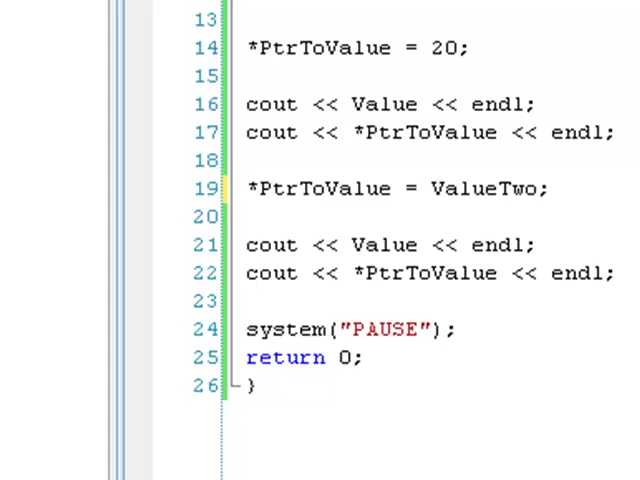 13
14 *PtrToValue = 20;
15
16 cout << Value << endl;
17 cout << *PtrToValue << endl;
18
19 *PtrToValue = ValueTwo;
20
21 cout << Value << endl;
22 cout << *PtrToValue << endl;
23
24 system("PAUSE");
25 return 0;
26 }